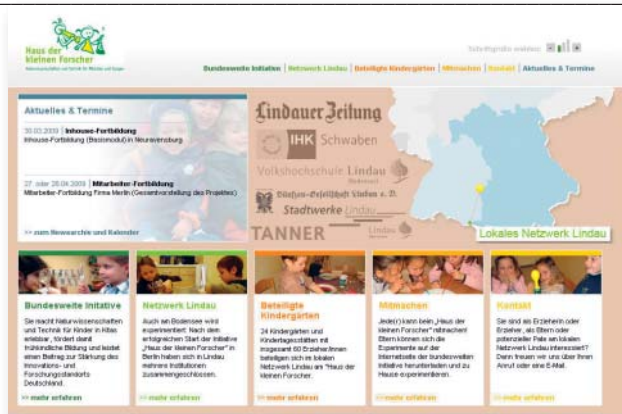 Haus der
kleinen Forscher
Schriftgröße wählen:
Bundesweite Initiative | Netzwerk Lindau | Beteiligte Kindergärten | Mitmachen | Kontakt | Aktuelles & Termine
Aktuelles & Termine
30.03.2009 | Inhouse-Fortbildung
Inhouse-Fortbildung (Basismodul) in Neuravensburg
27. oder 28.04.2009 | Mitarbeiter-Fortbildung
Mitarbeiter-Fortbildung Firma Merlin (Gesamtvorstellung des Projektes)
>> zum Newsarchiv und Kalender
Lindauer Zeitung
IHK Schwaben
Volkshochschule Lindau
Bürger-Gesellschaft Lindau e. V.
Stadtwerke Lindau
TANNER
Lindau
Lokales Netzwerk Lindau
Bundesweite Initative
Sie macht Naturwissenschaften
und Technik für Kinder in Kitas
erlebbar, fördert damit
frühkindliche Bildung und leistet
einen Beitrag zur Stärkung des
Innovations- und
Forschungsstandorts
Deutschland.
>> mehr erfahren
Netzwerk Lindau
Auch am Bodensee wird
experimentiert: Nach dem
erfolgreichen Start der Initiative
„Haus der kleinen Forscher" in
Berlin haben sich in Lindau
mehrere Institutionen
zusammengeschlossen.
>> mehr erfahren
Beteiligte
Kindergärten
24 Kindergärten und
Kindertagesstätten mit
insgesamt 60 Erzieher/innen
beteiligen sich im lokalen
Netzwerk Lindau am "Haus der
kleinen Forscher.
>> mehr erfahren
Mitmachen
Jede(r) kann beim „Haus der
kleinen Forscher" mitmachen!
Eltern können sich die
Experimente auf der
Internetseite der bundesweiten
Initiative herunterladen und zu
Hause experimentieren.
>> mehr erfahren
Kontakt
Sie sind als Erzieherin oder
Erzieher, als Eltern oder
potenzieller Pate am lokalen
Netzwerk Lindau interessiert?
Dann freuen wir uns über Ihren
Anruf oder eine E-Mail.
>> mehr erfahren